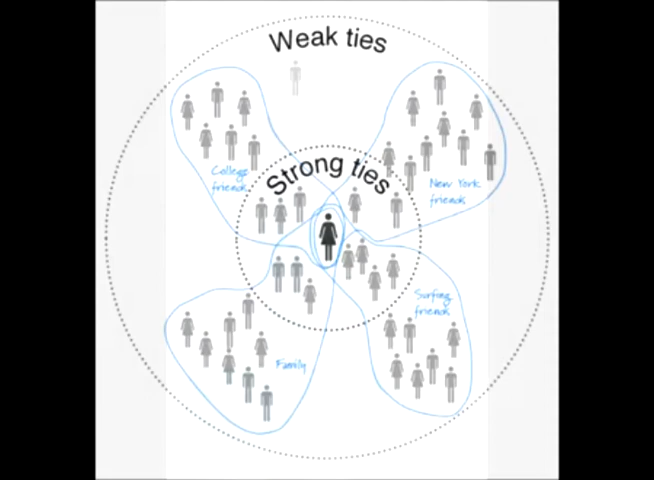 Weak ties
Strong ties
College
friends
New York
friends
Surfing
friends
Family